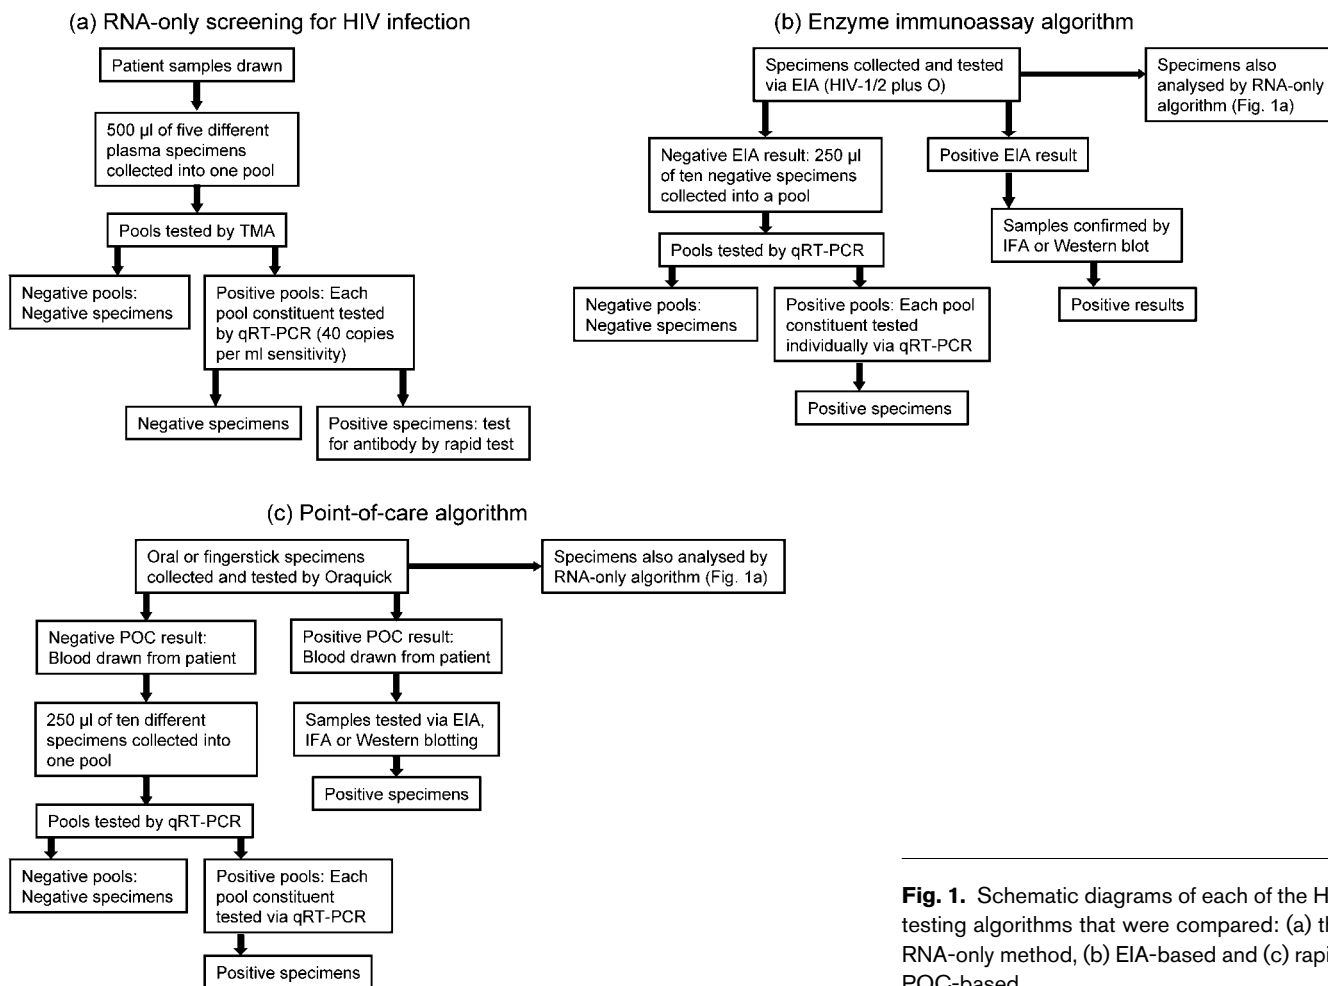 (a) RNA-only screening for HIV infection
Patient samples drawn
500 µl of five different
plasma specimens
collected into one pool
Pools tested by TMA
Negative pools:
Negative specimens
Positive pools: Each
pool constituent tested
by qRT-PCR (40 copies
per ml sensitivity)
Negative specimens
Positive specimens: test
for antibody by rapid test
(b) Enzyme immunoassay algorithm
Specimens collected and tested
via EIA (HIV-1/2 plus O)
Specimens also
analysed by RNA-only
algorithm (Fig. 1a)
Negative EIA result: 250 µl
of ten negative specimens
collected into a pool
Positive EIA result
Pools tested by qRT-PCR
Samples confirmed by
IFA or Western blot
Negative pools:
Negative specimens
Positive pools: Each pool
constituent tested
individually via qRT-PCR
Positive results
Positive specimens
(c) Point-of-care algorithm
Oral or fingerstick specimens
collected and tested by Oraquick
Specimens also analysed by
RNA-only algorithm (Fig. 1a)
Negative POC result:
Blood drawn from patient
Positive POC result:
Blood drawn from patient
250 µl of ten different
specimens collected into
one pool
Samples tested via EIA,
IFA or Western blotting
Positive specimens
Pools tested by qRT-PCR
Negative pools:
Negative specimens
Positive pools: Each
pool constituent
tested via qRT-PCR
Positive specimens
Fig. 1. Schematic diagrams of each of the H
testing algorithms that were compared: (a) th
RNA-only method, (b) EIA-based and (c) rapi
POC-based